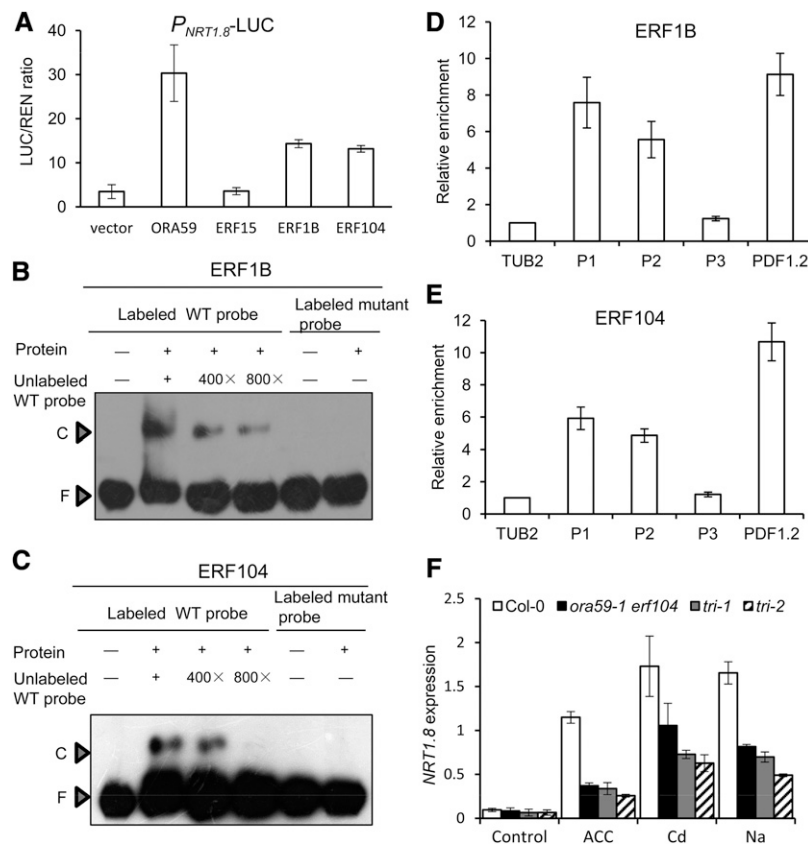 A
P_NRT1.8-LUC
LUC/REN ratio
40
30
20
10
0
vector ORA59 ERF15 ERF1B ERF104
B
ERF1B
Labeled WT probe
Labeled mutant
probe
Protein — + + + — +
Unlabeled
WT probe
— + 400× 800× — —
C
F
C
ERF104
Labeled WT probe
Labeled mutant
probe
Protein — + + + — +
Unlabeled
WT probe
— + 400× 800× — —
C
F
D
ERF1B
Relative enrichment
12
10
8
6
4
2
0
TUB2 P1 P2 P3 PDF1.2
E
ERF104
Relative enrichment
12
10
8
6
4
2
0
TUB2 P1 P2 P3 PDF1.2
F
NRT1.8 expression
2.5
2
1.5
1
0.5
0
Col-0 ora59-1 erf104 tri-1 tri-2
Control ACC Cd Na